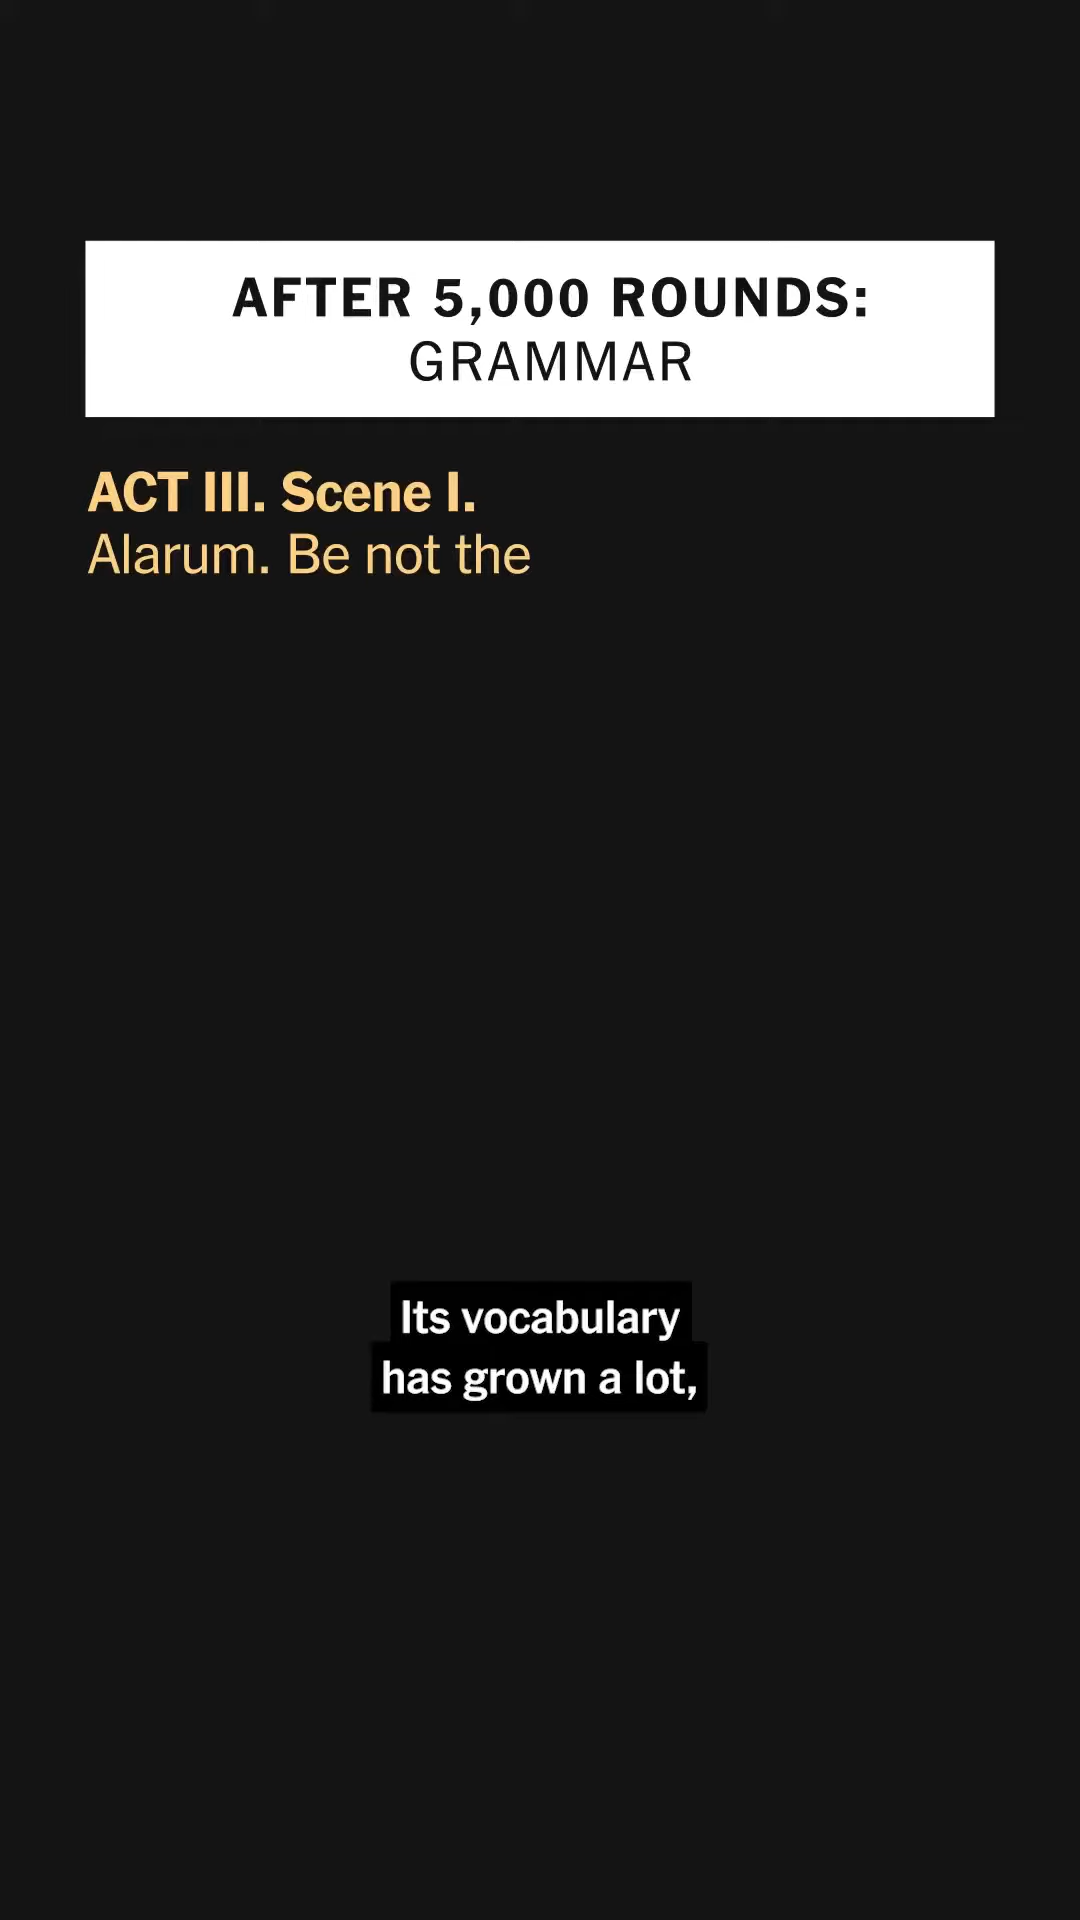 AFTER 5,000 ROUNDS:
GRAMMAR
ACT III. Scene I.
Alarum. Be not the
Its vocabulary
has grown a lot,